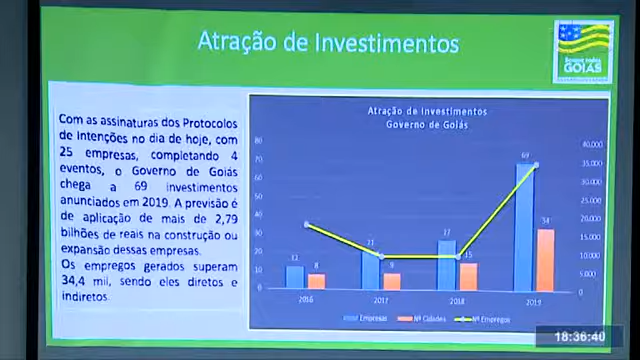 Atração de Investimentos
GOIÁS
Com as assinaturas dos Protocolos
de Intenções no dia de hoje, com
25 empresas, completando 4
eventos, o Governo de Goiás
chega a 69 investimentos
anunciados em 2019. A previsão é
de aplicação de mais de 2,79
bilhões de reais na construção ou
expansão dessas empresas.
Os empregos gerados superam
34,4 mil, sendo eles diretos e
indiretos
Atração de Investimentos
Governo de Goiás
80
70
60
50
40
30
20
10
0
40.000
35.000
30.000
25.000
20.000
15.000
10.000
5.000
0
8
21
27
15
69
34
2016
2017
2018
2019
Empresas
Nº Cidades
Nº Empregos
18:36:40